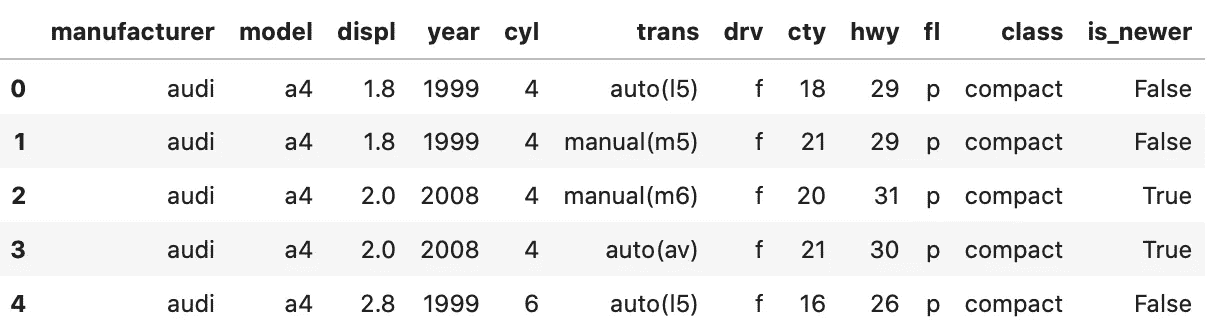 manufacturer model displ year cyl trans drv cty hwy fl class is_newer
0 audi a4 1.8 1999 4 auto(l5) f 18 29 p compact False
1 audi a4 1.8 1999 4 manual(m5) f 21 29 p compact False
2 audi a4 2.0 2008 4 manual(m6) f 20 31 p compact True
3 audi a4 2.0 2008 4 auto(av) f 21 30 p compact True
4 audi a4 2.8 1999 6 auto(l5) f 16 26 p compact False